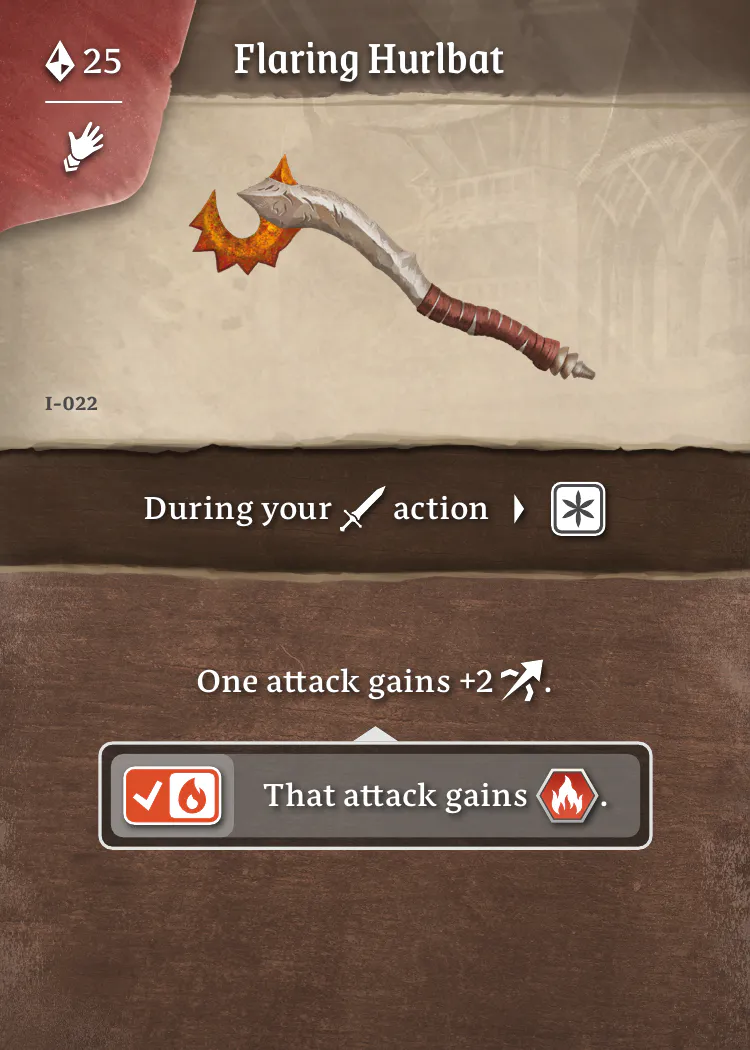 25
Flaring Hurlbat
I-022
During your action
One attack gains +2 .
That attack gains .